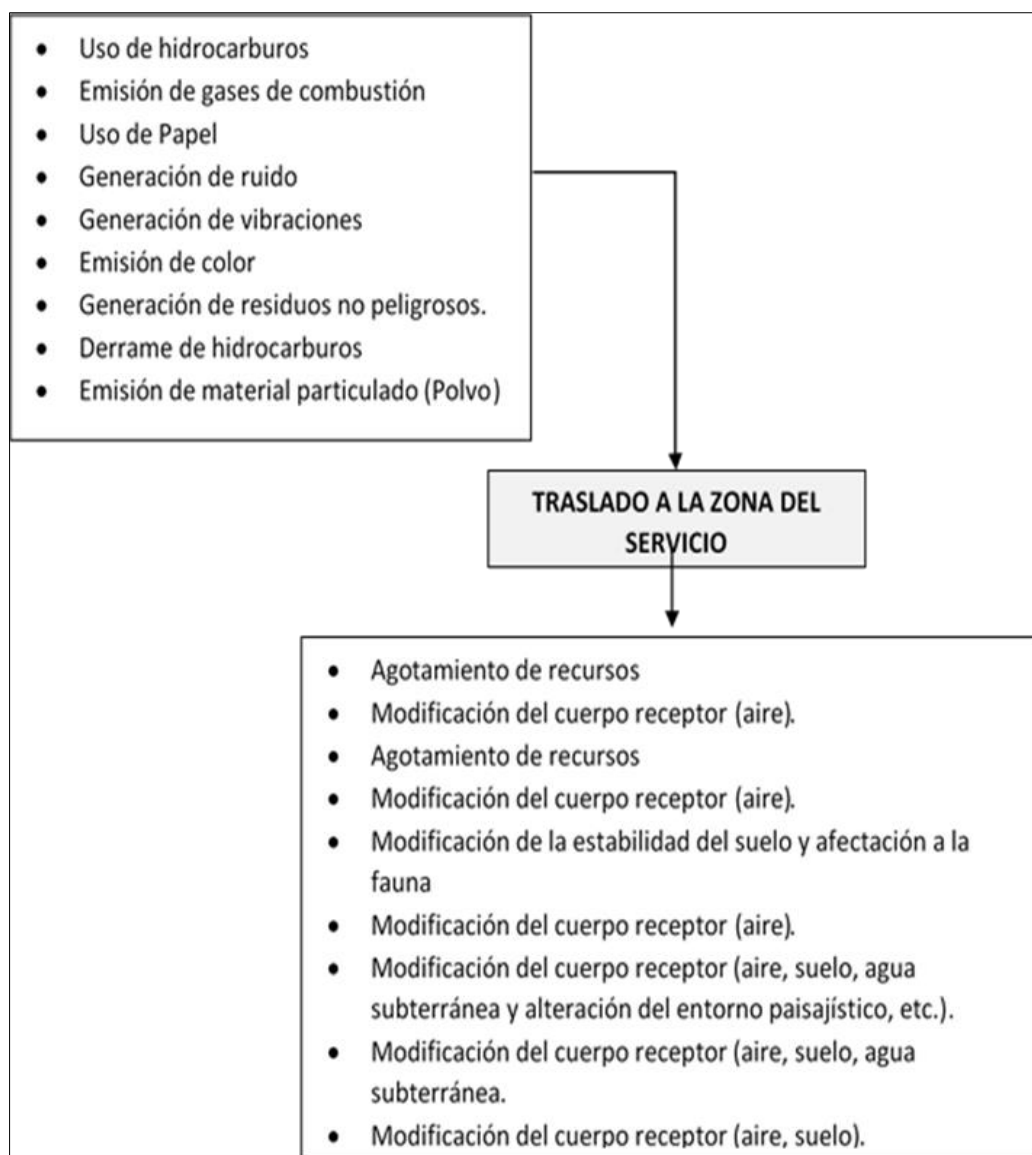 • Uso de hidrocarburos
• Emisión de gases de combustión
• Uso de Papel
• Generación de ruido
• Generación de vibraciones
• Emisión de color
• Generación de residuos no peligrosos.
• Derrame de hidrocarburos
• Emisión de material particulado (Polvo)
TRASLADO A LA ZONA DEL
SERVICIO
• Agotamiento de recursos
• Modificación del cuerpo receptor (aire).
• Agotamiento de recursos
• Modificación del cuerpo receptor (aire).
• Modificación de la estabilidad del suelo y afectación a la
fauna
• Modificación del cuerpo receptor (aire).
• Modificación del cuerpo receptor (aire, suelo, agua
subterránea y alteración del entorno paisajístico, etc.).
• Modificación del cuerpo receptor (aire, suelo, agua
subterránea.
• Modificación del cuerpo receptor (aire, suelo).